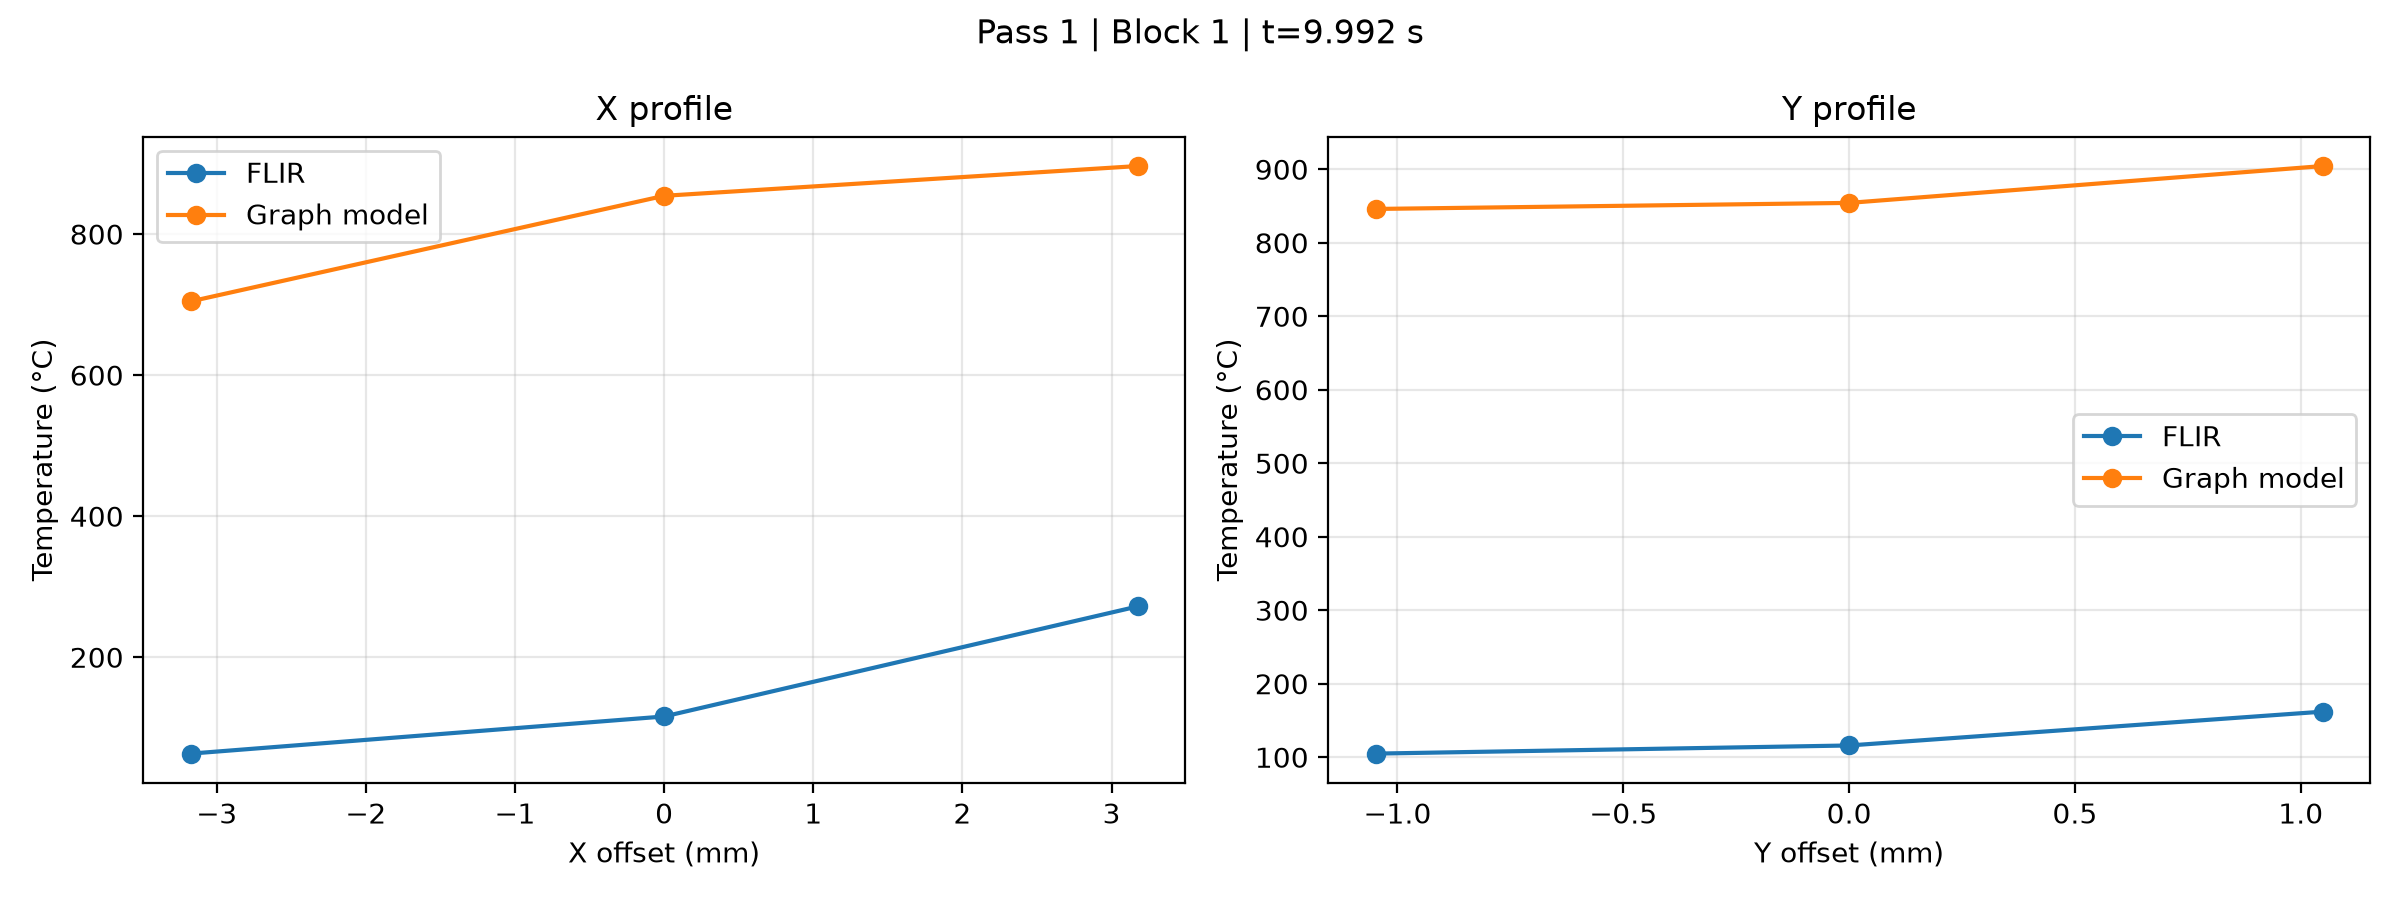 Pass 1 | Block 1 | t=9.992 s
X profile
FLIR
Graph model
800
600
400
200
Temperature (°C)
−3
−2
−1
0
1
2
3
X offset (mm)
Y profile
900
800
700
600
500
400
300
200
100
Temperature (°C)
FLIR
Graph model
−1.0
−0.5
0.0
0.5
1.0
Y offset (mm)